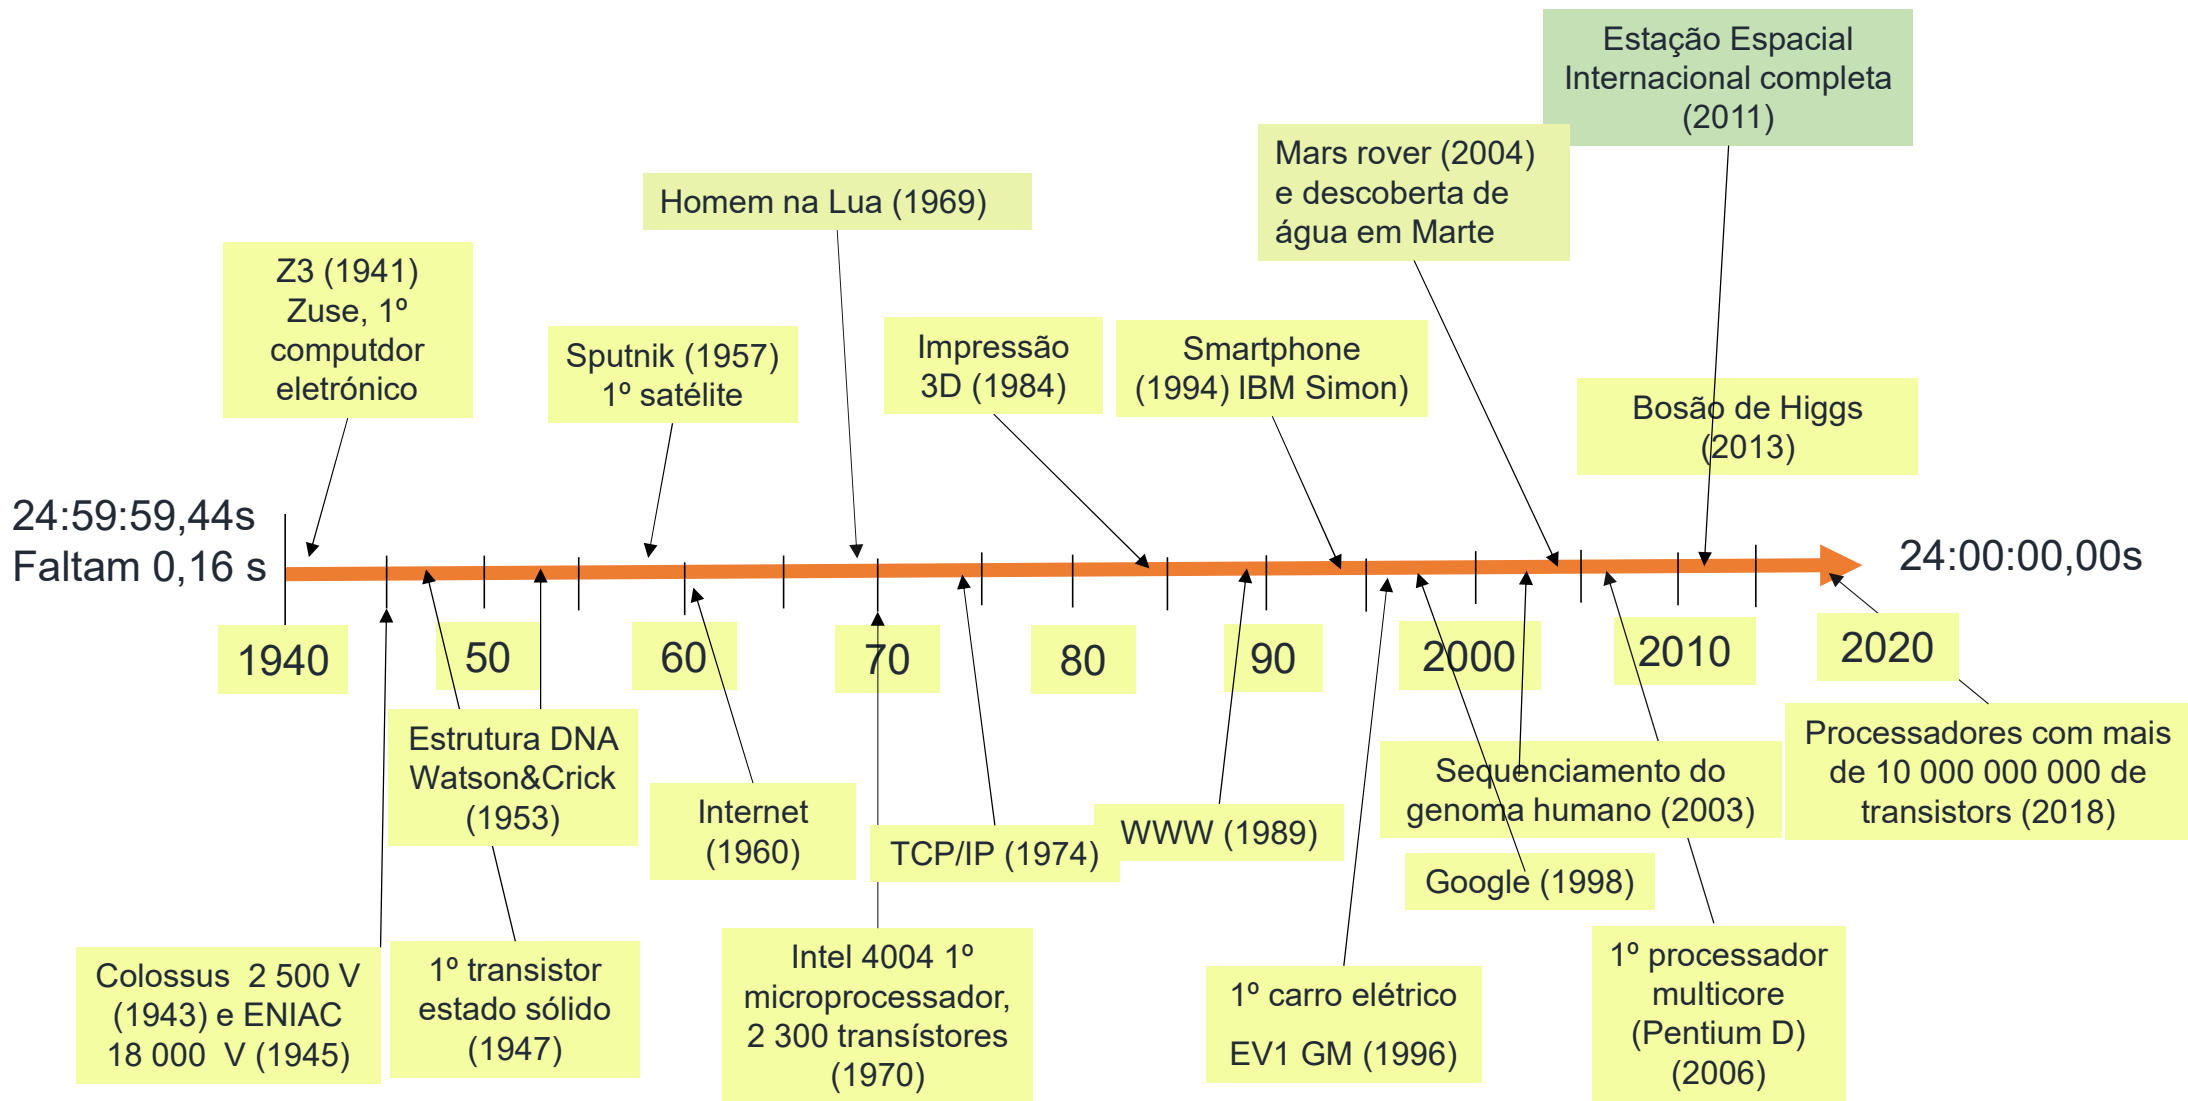 Estação Espacial
Internacional completa
(2011)
Mars rover (2004)
e descoberta de
água em Marte
Homem na Lua (1969)
Z3 (1941)
Zuse, 1º
computdor
eletrónico
Sputnik (1957)
1º satélite
Impressão
3D (1984)
Smartphone
(1994) IBM Simon)
Bosão de Higgs
(2013)
24:59:59,44s
Faltam 0,16 s
24:00:00,00s
1940
50
60
70
80
90
2000
2010
2020
Estrutura DNA
Watson&Crick
(1953)
Internet
(1960)
TCP/IP (1974)
WWW (1989)
Sequenciamento do
genoma humano (2003)
Processadores com mais
de 10 000 000 000 de
transistors (2018)
Google (1998)
Colossus 2 500 V
(1943) e ENIAC
18 000 V (1945)
1º transistor
estado sólido
(1947)
Intel 4004 1º
microprocessador,
2 300 transístores
(1970)
1º carro elétrico
EV1 GM (1996)
1º processador
multicore
(Pentium D)
(2006)